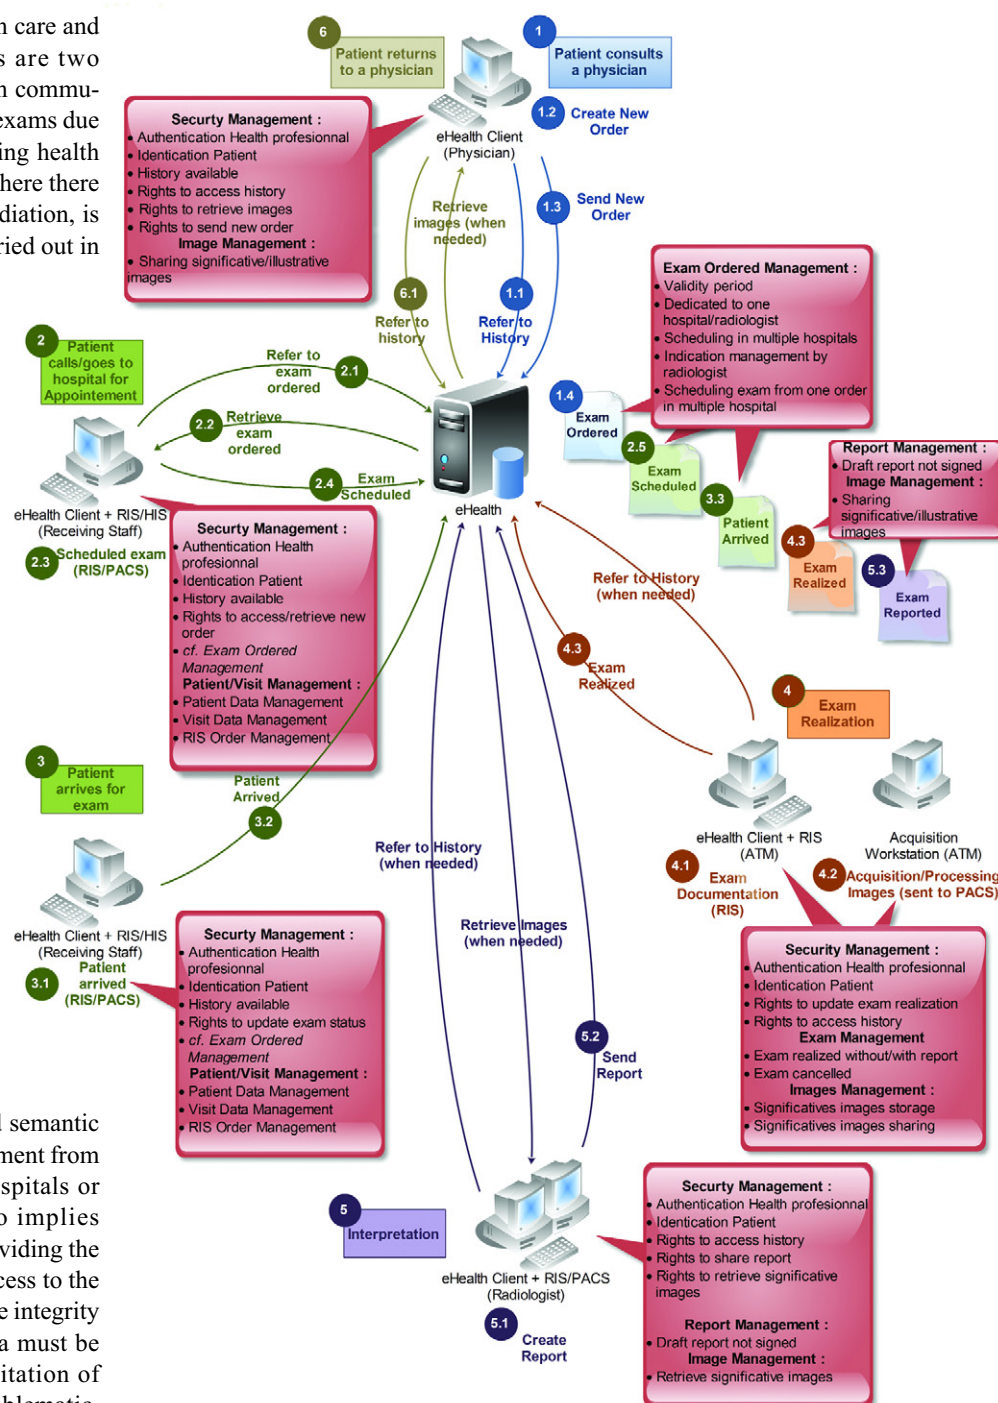 n care and
s are two
n commu-
exams due
ing health
here there
diation, is
ried out in
6
Patient returns
to a physician
1
Patient consults
a physician
1.2
Create New
Order
eHealth Client
(Physician)
Securty Management :
• Authentication Health profesionnal
• Identication Patient
• History available
• Rights to access history
• Rights to retrieve images
• Rights to send new order
Image Management :
• Sharing significative/illustrative
images
Retrieve
images (when
needed)
1.3
Send New
Order
6.1
Refer to
history
1.1
Refer to
History
Exam Ordered Management :
• Validity period
• Dedicated to one
hospital/radiologist
• Scheduling in multiple hospitals
• Indication management by
radiologist
• Scheduling exam from one order
in multiple hospital
2
Patient
calls/goes to
hospital for
Appointement
Refer to
exam
ordered
2.1
2.2
Retrieve
exam
ordered
2.4
Exam
Scheduled
eHealth Client + RIS/HIS
(Receiving Staff)
2.3
Scheduled exam
(RIS/PACS)
eHealth
1.4
Exam
Ordered
2.5
Exam
Scheduled
3.3
Patient
Arrived
4.3
Exam
Realized
5.3
Exam
Reported
Report Management :
• Draft report not signed
Image Management :
• Sharing
significative/illustrative
images
Securty Management :
• Authentication Health
profesionnal
• Identication Patient
• History available
• Rights to access/retrieve new
order
• cf. Exam Ordered
Management
Patient/Visit Management :
• Patient Data Management
• Visit Data Management
• RIS Order Management
Refer to History
(when needed)
4.3
Exam
Realized
4
Exam
Realization
3
Patient
arrives for
exam
Patient
Arrived
3.2
eHealth Client + RIS
(ATM)
Acquisition
Workstation (ATM)
4.1
Exam
Documentation
(RIS)
4.2
Acquisition/Processing
Images (sent to PACS)
Refer to History
(when needed)
Retrieve Images
(when needed)
eHealth Client + RIS/HIS
(Receiving Staff)
3.1
Patient
arrived
(RIS/PACS)
Securty Management :
• Authentication Health
profesionnal
• Identication Patient
• History available
• Rights to update exam status
• cf. Exam Ordered
Management
Patient/Visit Management :
• Patient Data Management
• Visit Data Management
• RIS Order Management
Securjty Management :
• Authentication Health profesionnal
• Identication Patient
• Rights to update exam realization
• Rights to access history
Exam Management
• Exam realized without/with report
• Exam cancelled
Images Management :
• Significatives images storage
• Significatives images sharing
5.2
Send
Report
d semantic
ment from
spitals or
o implies
viding the
cess to the
e integrity
a must be
itation of
blematic
5
Interpretation
eHealth Client + RIS/PACS
(Radiologist)
5.1
Create
Report
Securty Management :
• Authentication Health profesionnal
• Identication Patient
• Rights to access history
• Rights to share report
• Rights to retrieve significative
images
Report Management :
• Draft report not signed
Image Management :
• Retrieve significative images